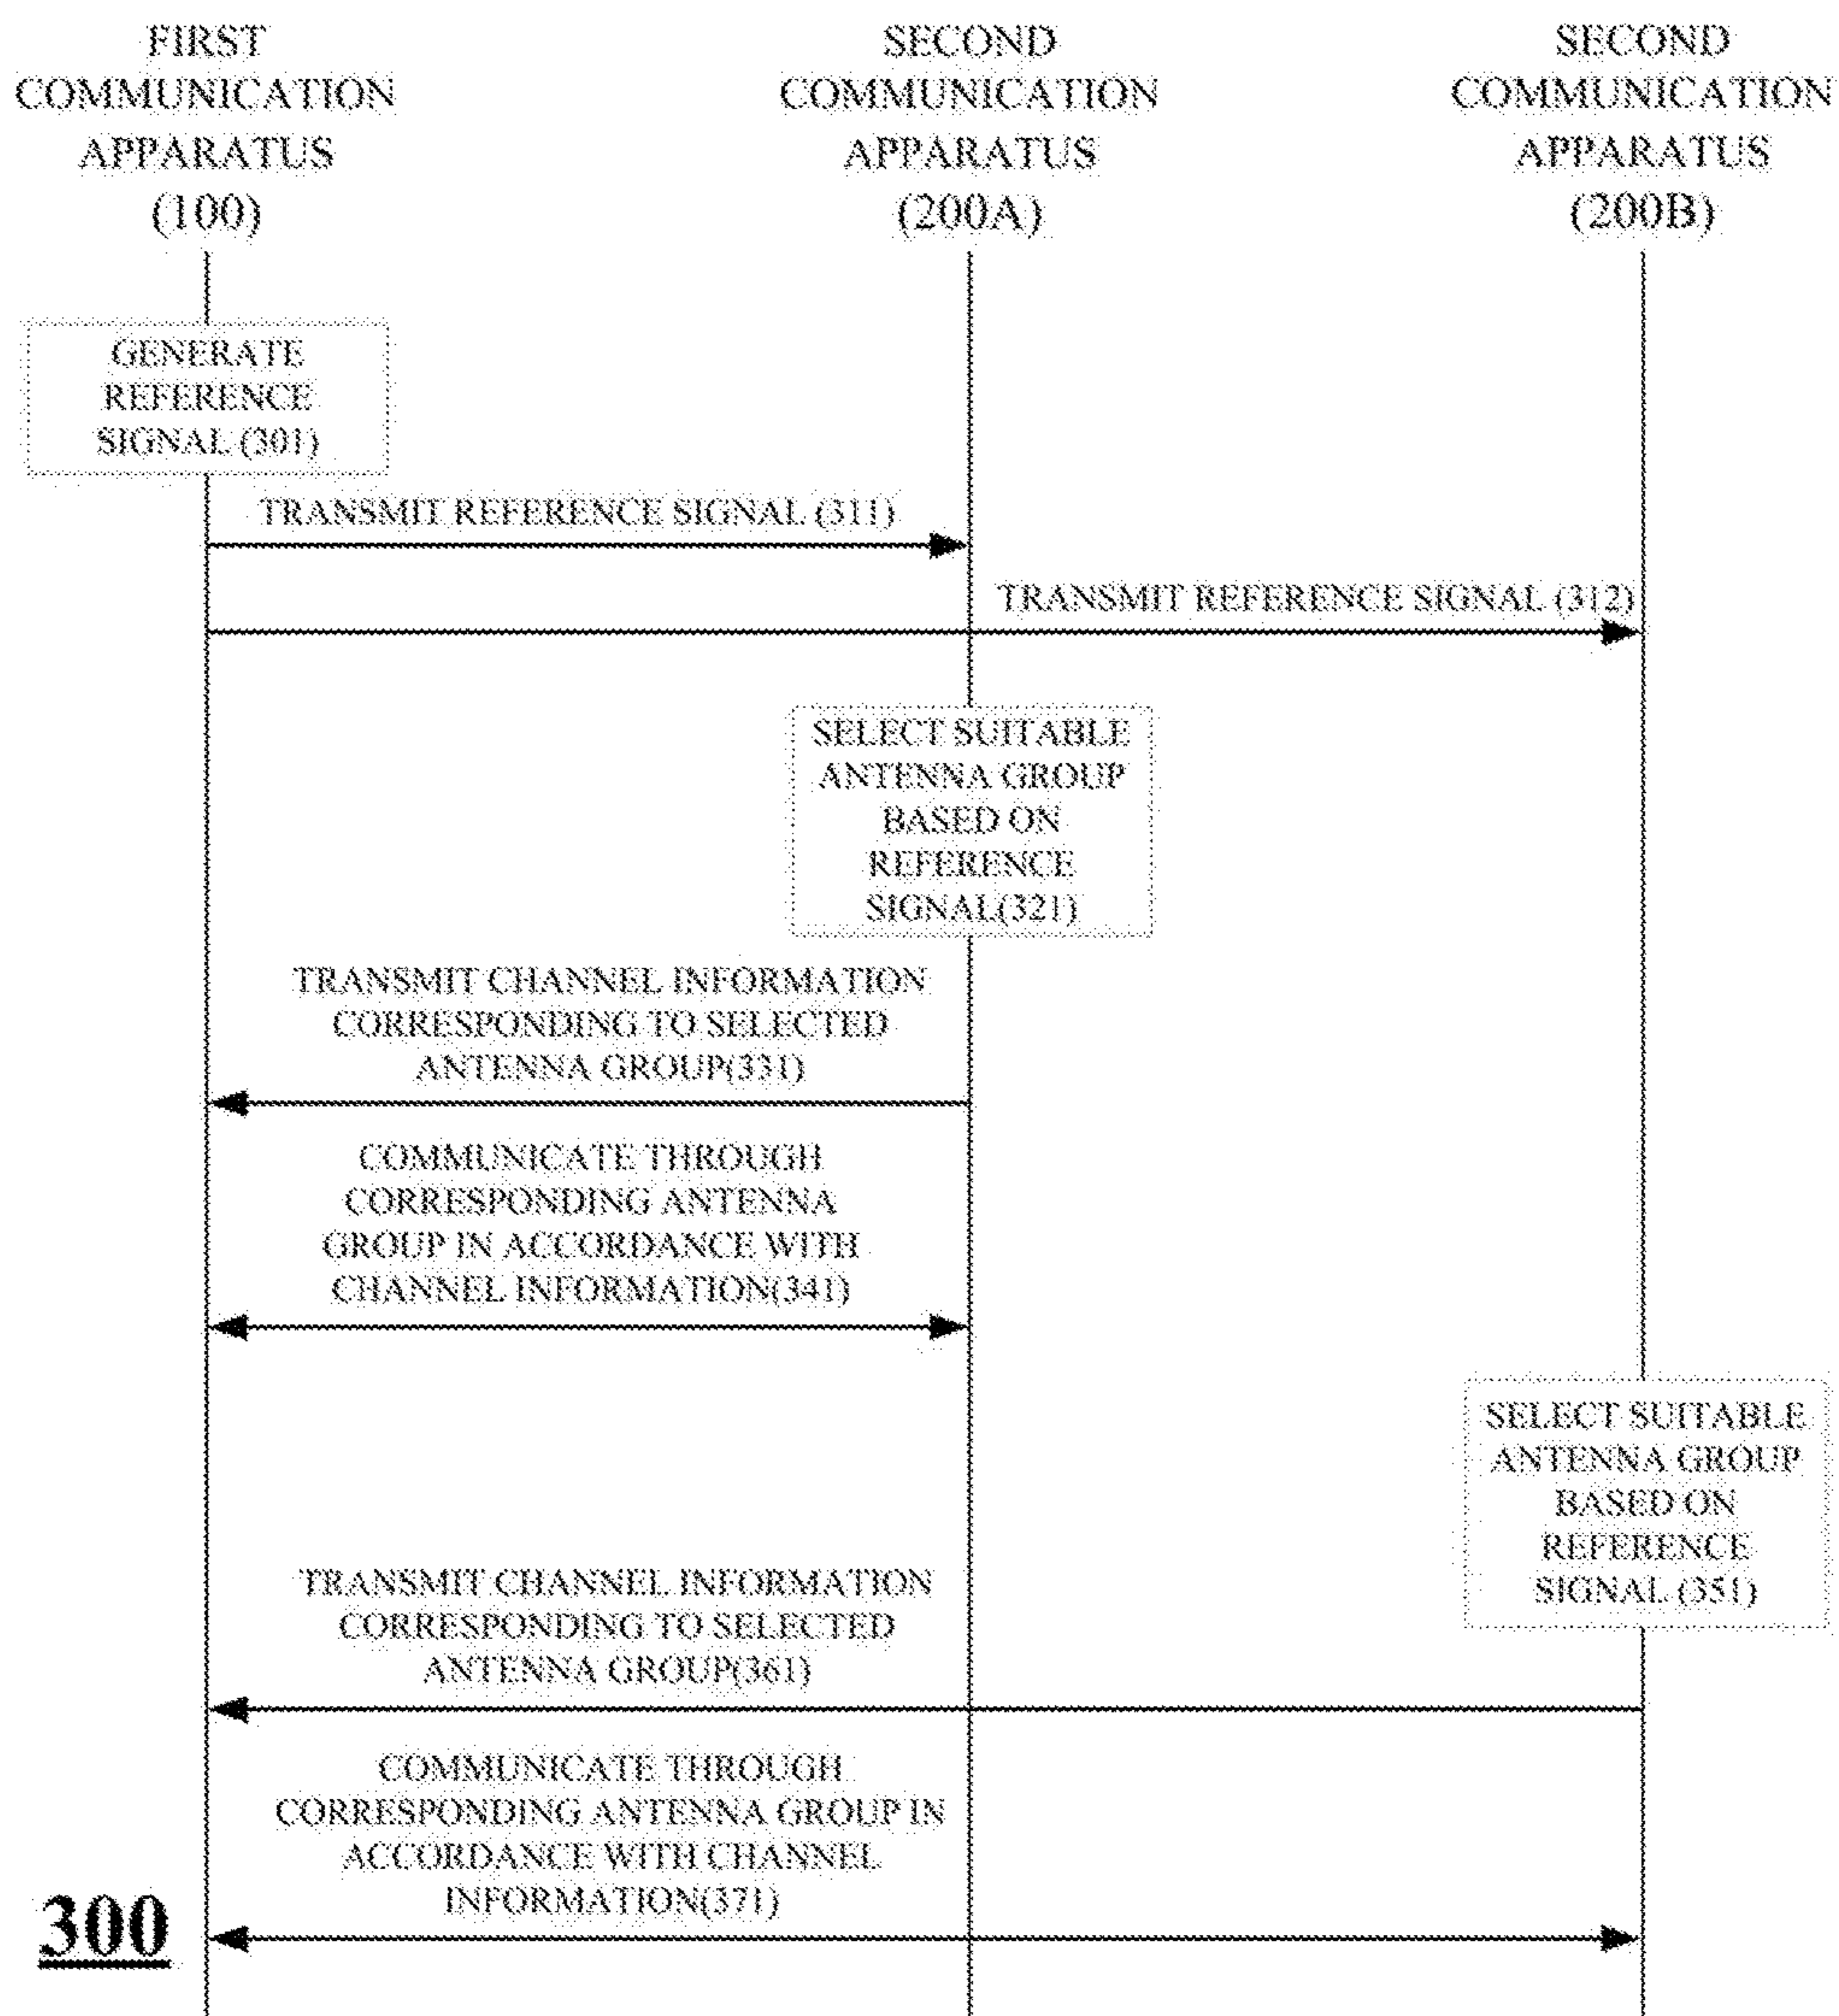 FIRST
COMMUNICATION
APPARATUS
(100)
SECOND
COMMUNICATION
APPARATUS
(200A)
SECOND
COMMUNICATION
APPARATUS
(200B)
GENERATE
REFERENCE
SIGNAL (301)
TRANSMIT REFERENCE SIGNAL (311)
TRANSMIT REFERENCE SIGNAL (312)
SELECT SUITABLE
ANTENNA GROUP
BASED ON
REFERENCE
SIGNAL(321)
TRANSMIT CHANNEL INFORMATION
CORRESPONDING TO SELECTED
ANTENNA GROUP(331)
COMMUNICATE THROUGH
CORRESPONDING ANTENNA
GROUP IN ACCORDANCE WITH
CHANNEL INFORMATION(341)
SELECT SUITABLE
ANTENNA GROUP
BASED ON
REFERENCE
SIGNAL (351)
TRANSMIT CHANNEL INFORMATION
CORRESPONDING TO SELECTED
ANTENNA GROUP(361)
COMMUNICATE THROUGH
CORRESPONDING ANTENNA GROUP IN
ACCORDANCE WITH CHANNEL
INFORMATION(371)
300